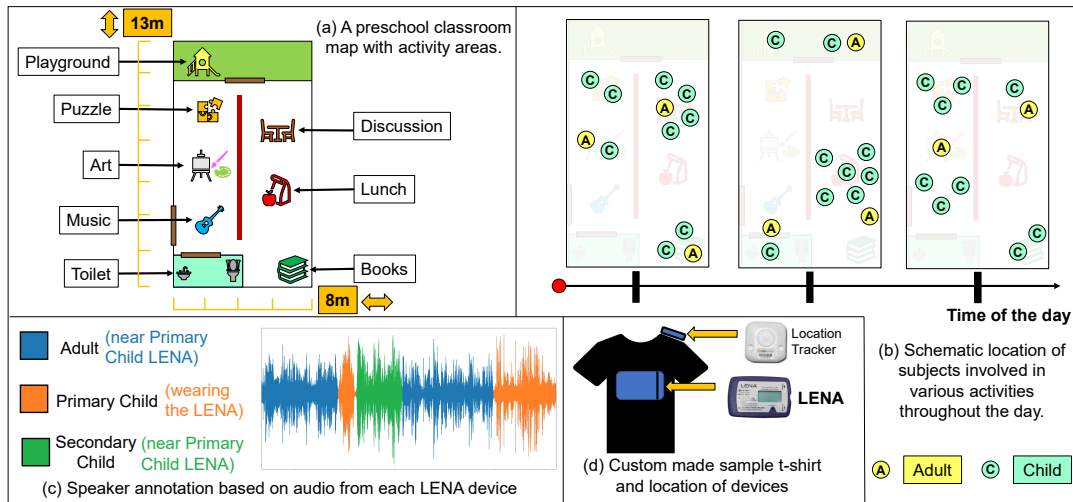 13m
(a) A preschool classroom
map with activity areas.
Playground
Puzzle
Art
Music
Toilet
Discussion
Lunch
Books
8m
A
C
C
C
C
C
C
C
A
C
C
A
C
C
C
A
C
C
A
C
C
C
C
C
C
C
A
A
C
C
C
C
C
C
A
A
C
C
C
C
C
Time of the day
(b) Schematic location of
subjects involved in
various activities
throughout the day.
A Adult
C Child
Adult (near Primary
Child LENA)
Primary Child (wearing
the LENA)
Secondary (near Primary
Child Child LENA)
(c) Speaker annotation based on audio from each LENA device
Location
Tracker
LENA
LENA
(d) Custom made sample t-shirt
and location of devices